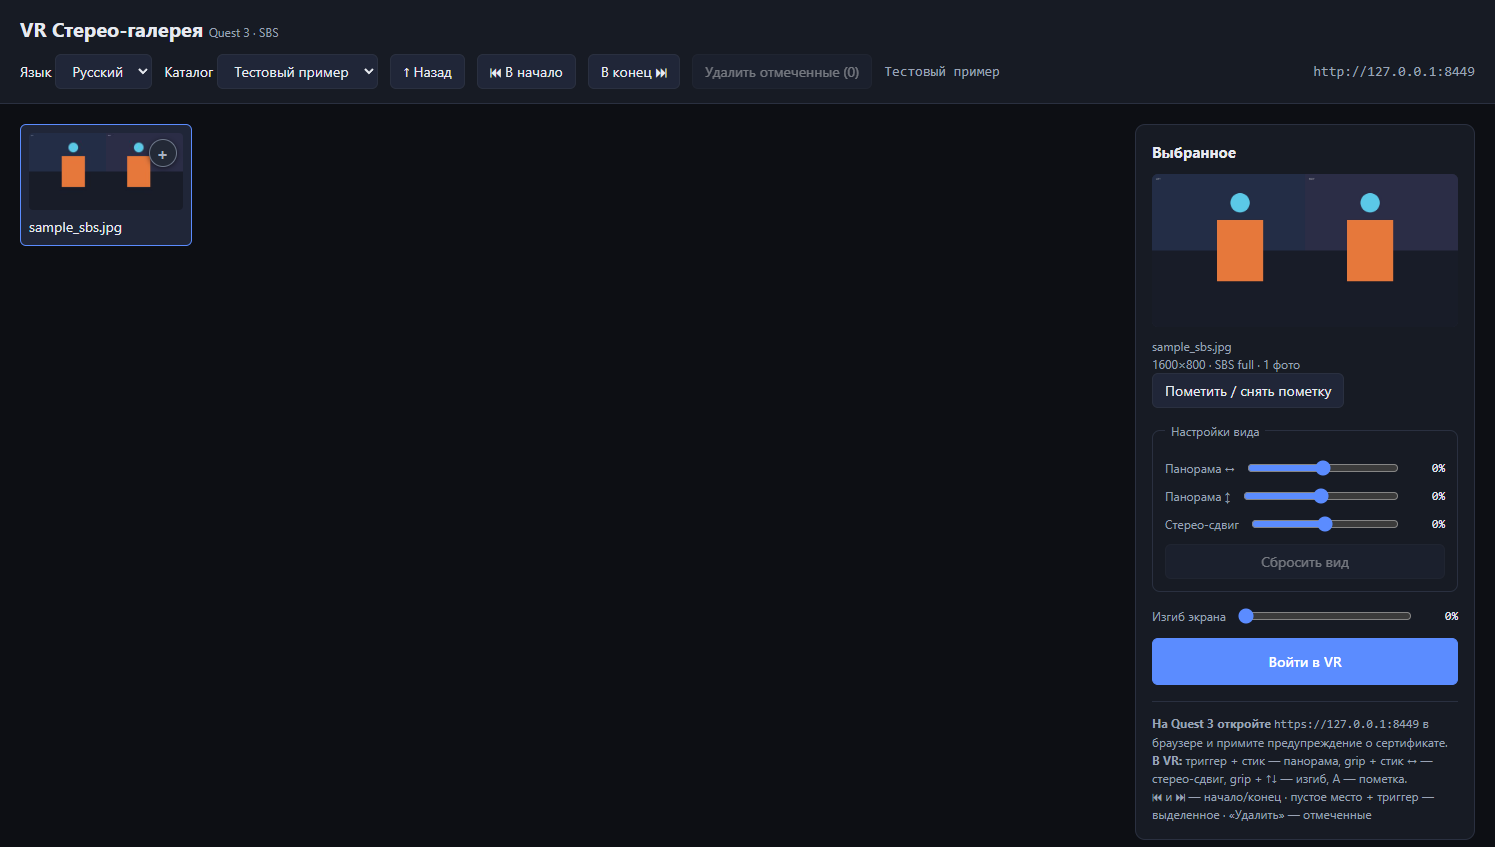 VR Стерео-галерея Quest 3 · SBS
Язык Русский Каталог Тестовый пример ↑ Назад ⏮ В начало В конец ⏭ Удалить отмеченные (0) Тестовый пример http://127.0.0.1:8449
+
sample_sbs.jpg
Выбранное
sample_sbs.jpg
1600×800 · SBS full · 1 фото
Пометить / снять пометку
Настройки вида
Панорама ↔ 0%
Панорама ↕ 0%
Стерео-сдвиг 0%
Сбросить вид
Изгиб экрана 0%
Войти в VR
На Quest 3 откройте https://127.0.0.1:8449 в
браузере и примите предупреждение о сертификате.
В VR: триггер + стик — панорама, grip + стик ↔ —
стерео-сдвиг, grip + ↑↓ — изгиб, A — пометка.
⏮ и ⏭ — начало/конец · пустое место + триггер —
выделенное · «Удалить» — отмеченные